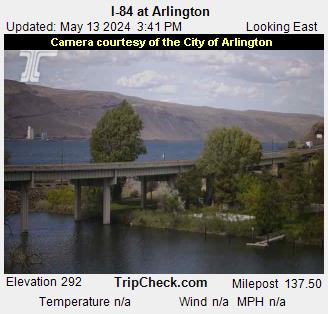 I-84 at Arlington
Updated: May 13 2024 3:41 PM Looking East
Camera courtesy of the City of Arlington
Elevation 292 TripCheck.com Milepost 137.50
Temperature n/a Wind n/a MPH n/a